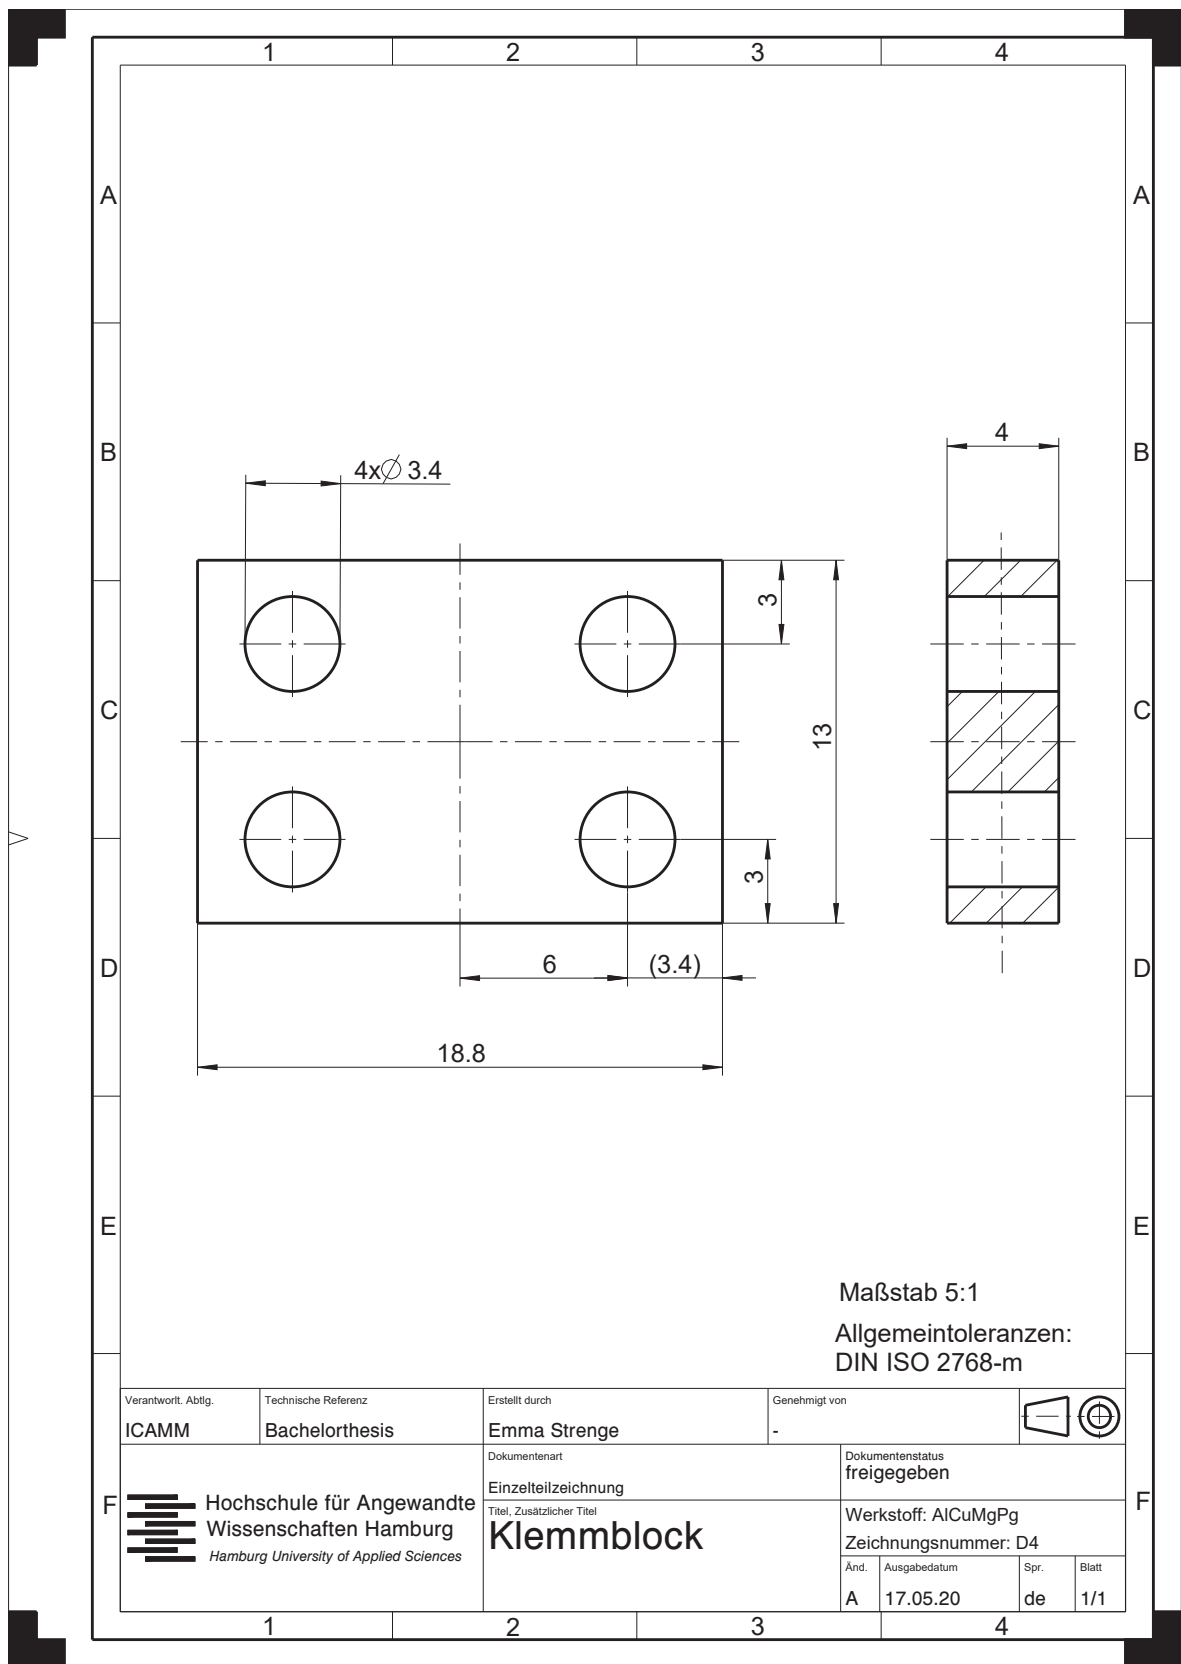 1 2 3 4
A A
B B
C C
D D
E E
F F
4x∅ 3.4
4
3
13
3
6 (3.4)
18.8
Maßstab 5:1
Allgemeintoleranzen:
DIN ISO 2768-m
Verantwortl. Abtlg. Technische Referenz Erstellt durch Genehmigt von
ICAMM Bachelorthesis Emma Strenge -
Dokumentenart Dokumentenstatus
Einzelteilzeichnung freigegeben
Hochschule für Angewandte
Wissenschaften Hamburg
Hamburg University of Applied Sciences
Titel, Zusätzlicher Titel
Klemmblock
Werkstoff: AlCuMgPg
Zeichnungsnummer: D4
Änd. Ausgabedatum Spr. Blatt
A 17.05.20 de 1/1
1 2 3 4